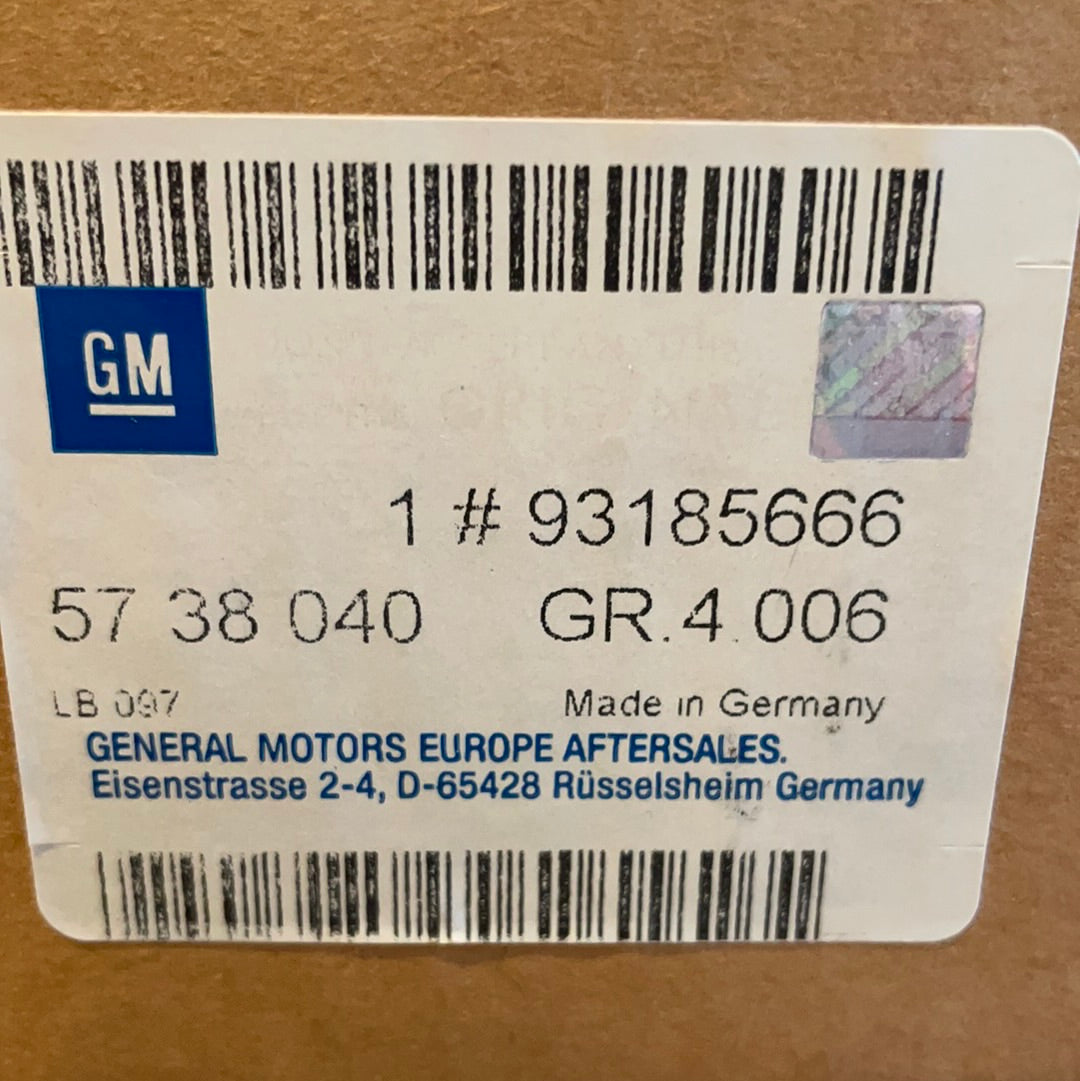 GM
1 # 93185666
57 38 040 GR.4.006
LB 097 Made in Germany
GENERAL MOTORS EUROPE AFTERSALES.
Eisenstrasse 2-4, D-65428 Rüsselsheim Germany